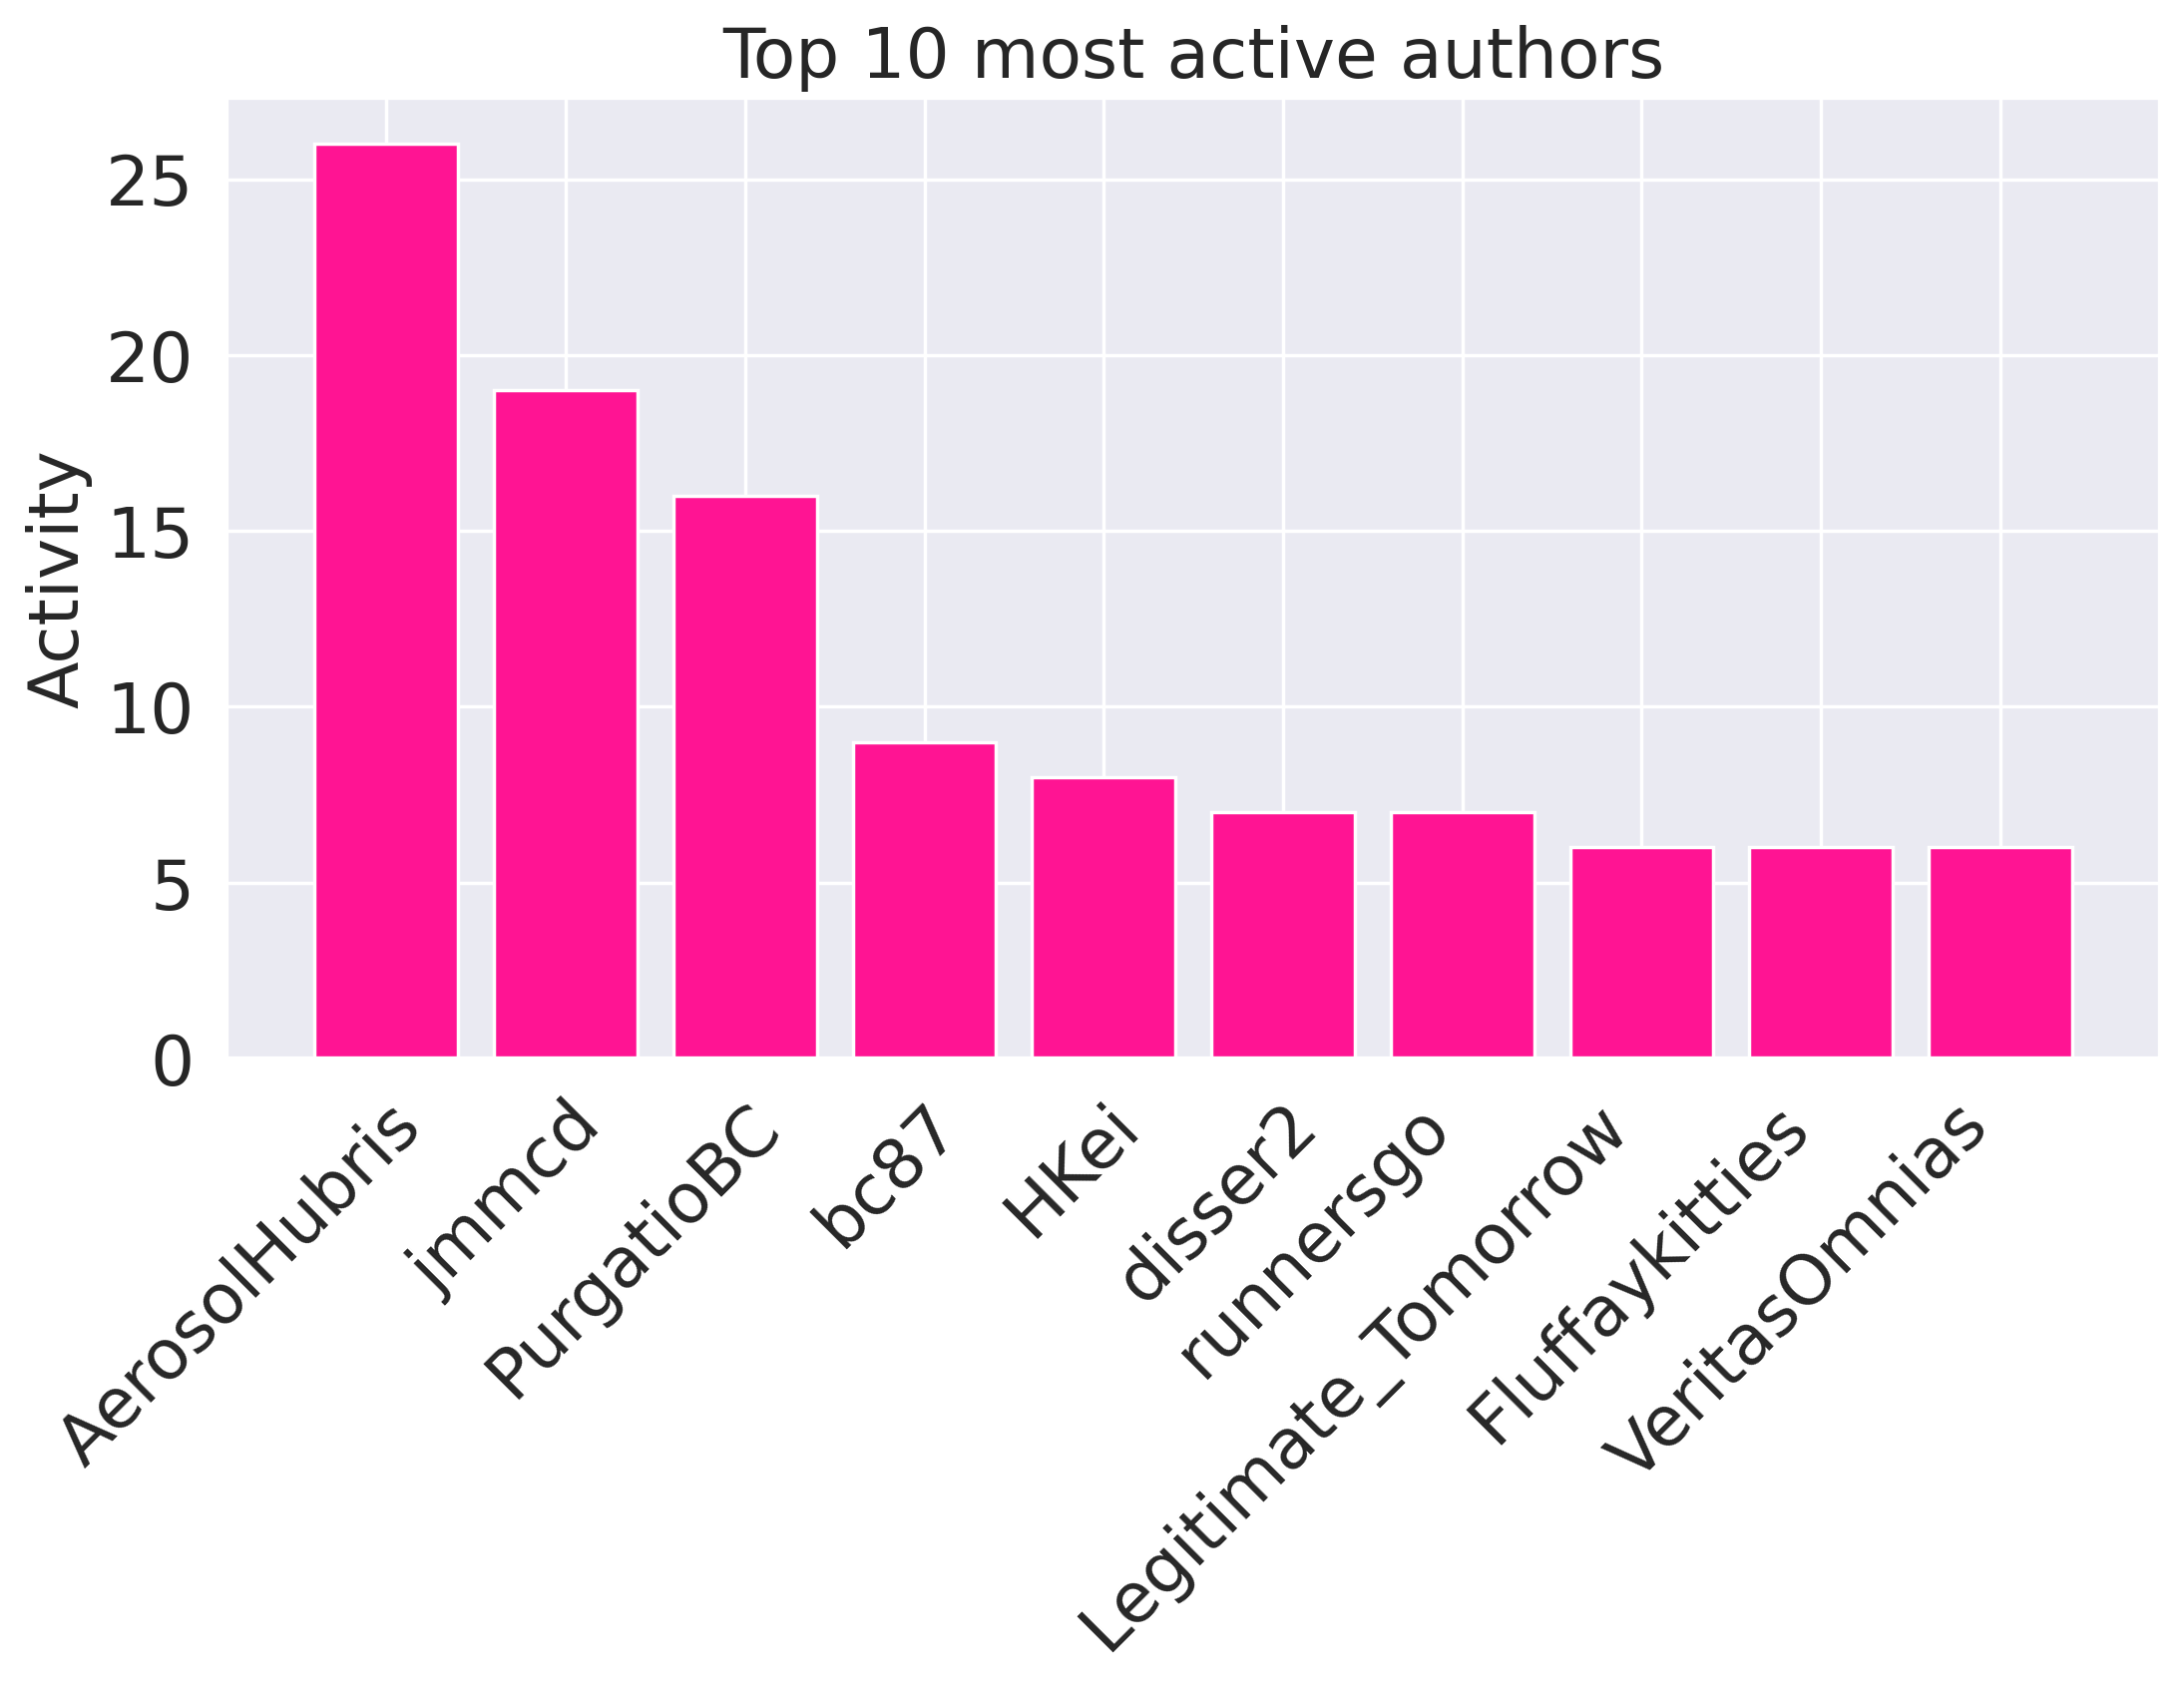 Top 10 most active authors
Activity
25
20
15
10
5
0
AerosolHubris
jmmcd
PurgatioBC
bc87
HKei
disser2
runnersgo
Legitimate_Tomorrow
Fluffaykitties
VeritasOmnias